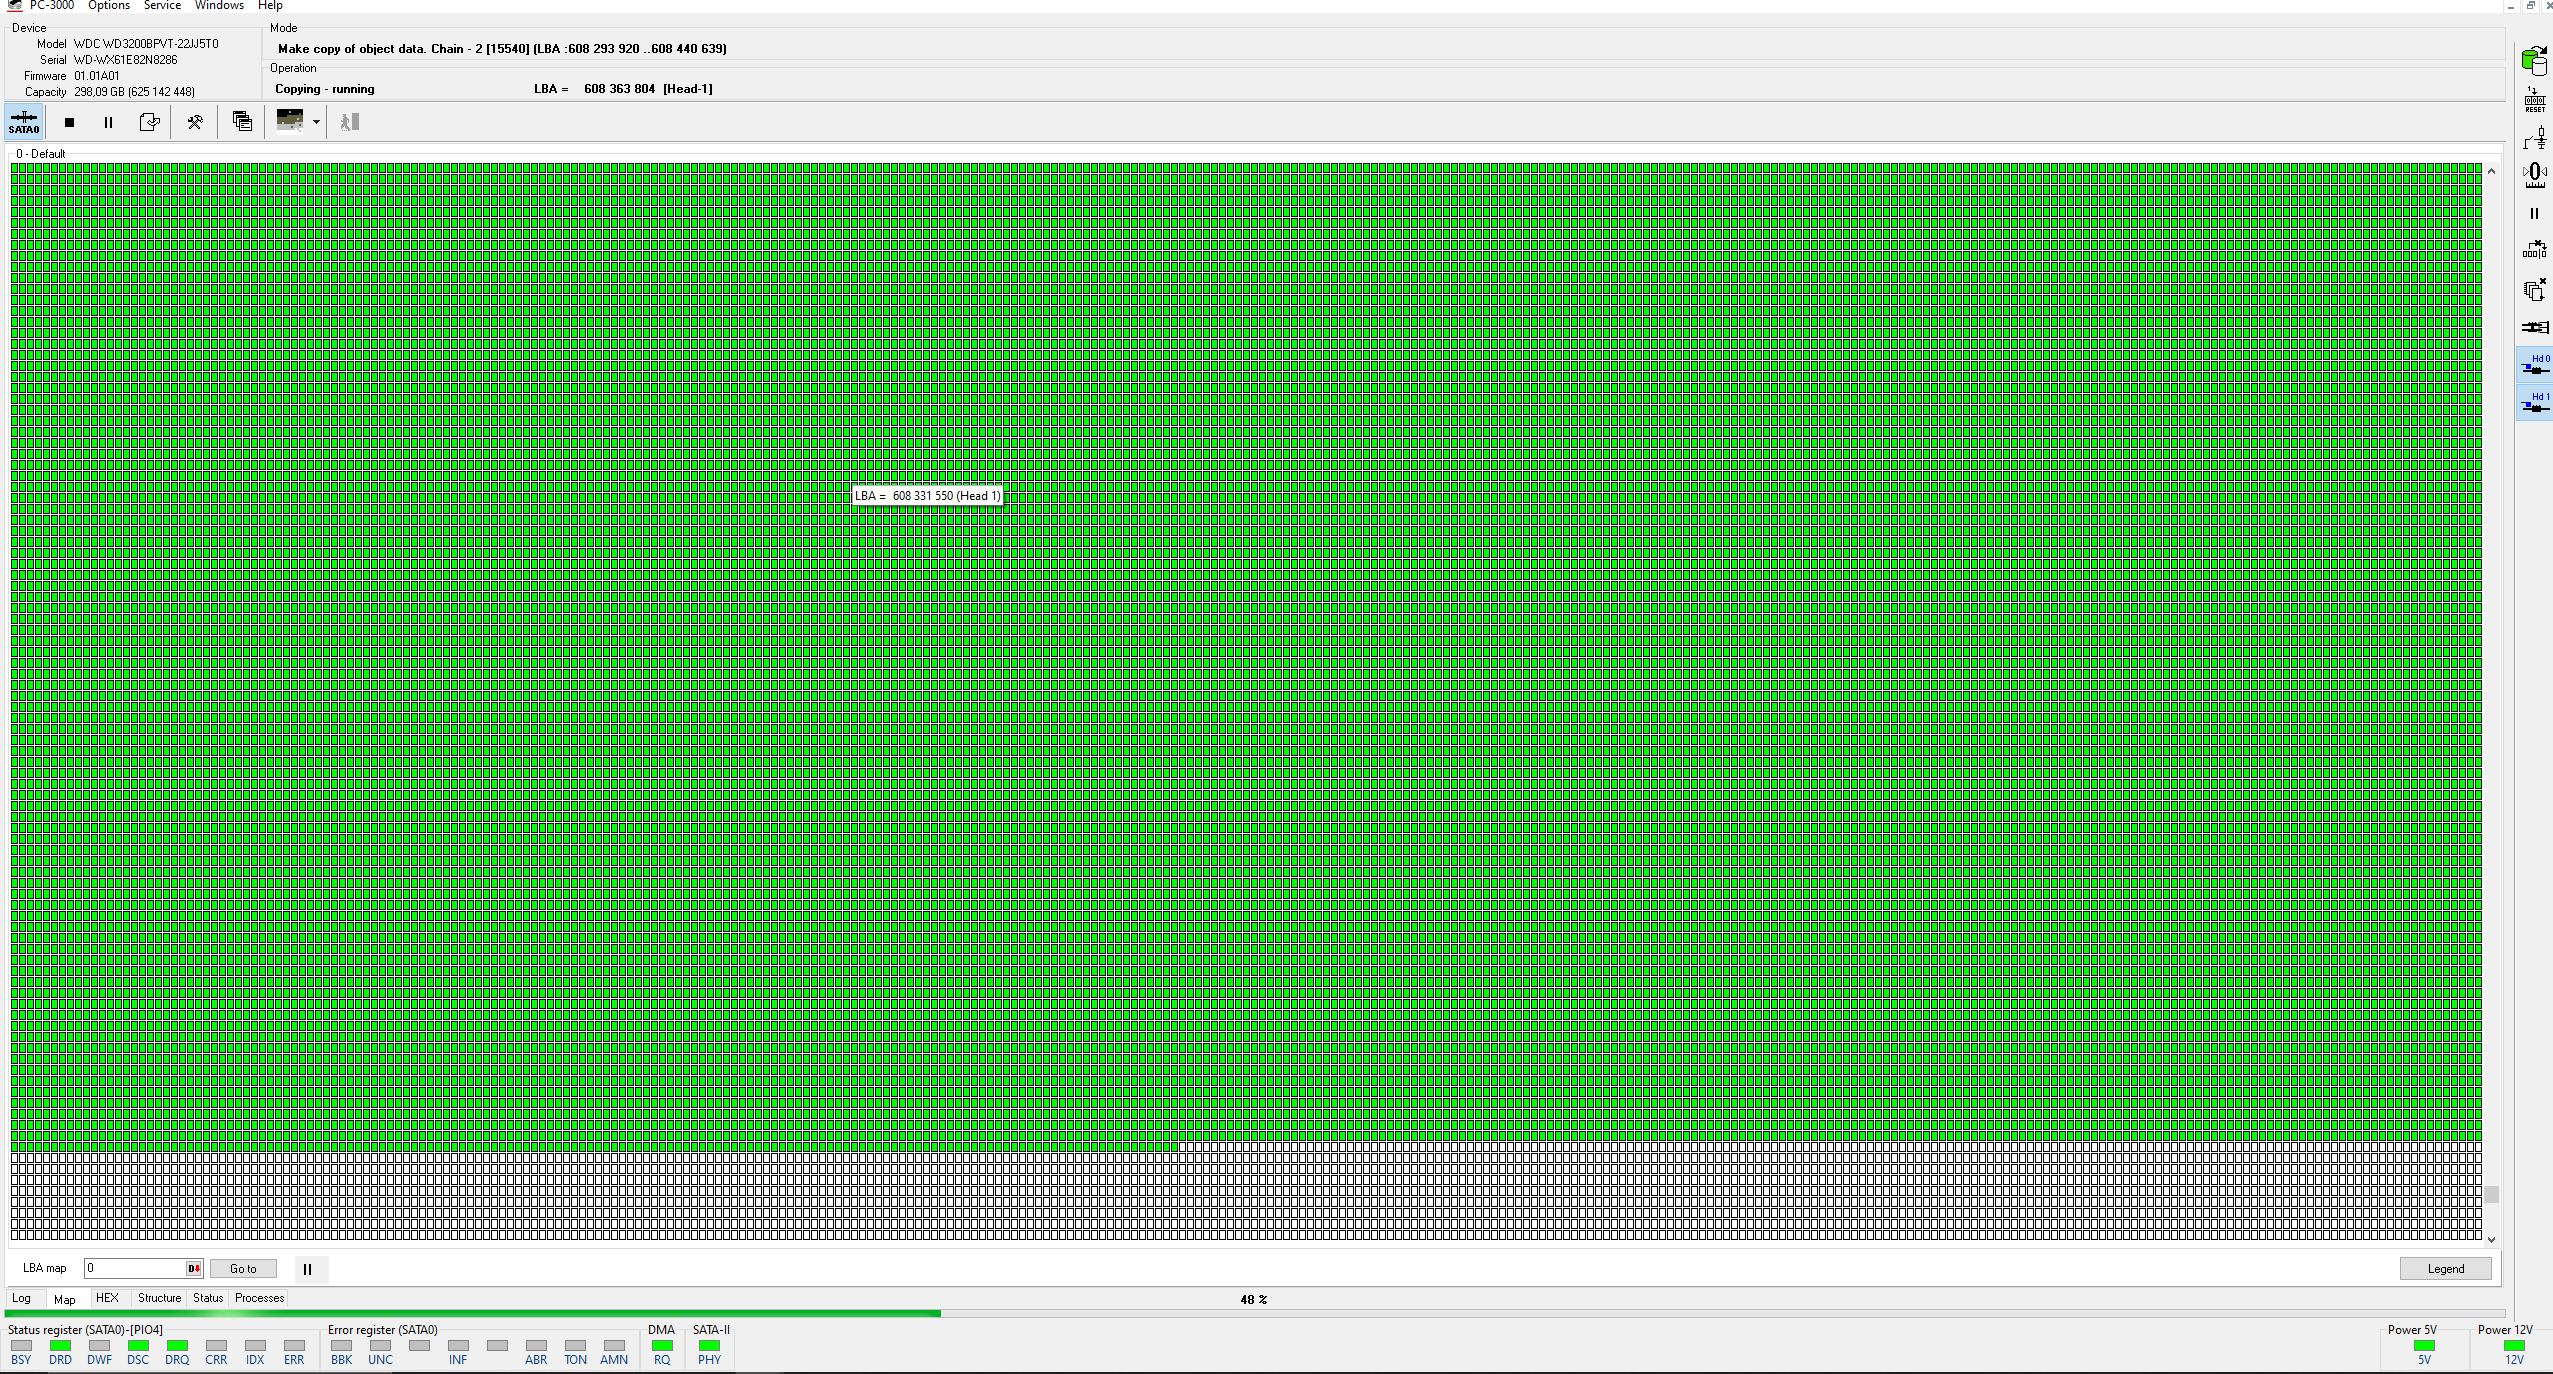 PC-3000 Options Service Windows Help
Device
Model WDC WD3200BPVT-22JJ5T0
Serial WD-WX61E82N8286
Firmware 01.01A01
Capacity 298,09 GB (625 142 448)
Mode
Make copy of object data. Chain - 2 [15540] (LBA :608 293 920 ..608 440 639)
Operation
Copying - running LBA = 608 363 804 [Head-1]
SATA0
RESET
0 - Default
Hd 0
Hd 1
LBA = 608 331 550 (Head 1)
LBA map 0 D Go to Legend
Log Map HEX Structure Status Processes
48 %
Status register (SATA0)-[PIO4]
BSY DRD DWF DSC DRQ CRR IDX ERR
Error register (SATA0)
BBK UNC INF ABR TON AMN
DMA
RQ
SATA-II
PHY
Power 5V
5V
Power 12V
12V